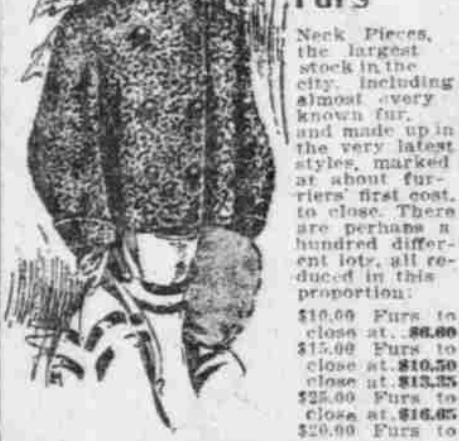 Furs
Neck Pieces,
the largest
stock in the
city, including
almost every
known fur,
and made up in
the very latest
styles, marked
at about fur-
riers' first cost,
to close. There
are perhaps a
hundred differ-
ent lots, all re-
duced in this
proportion:
$10.00 Furs to
close at..$6.60
$15.00 Furs to
close at.$10.50
close at.$13.35
$25.00 Furs to
close at.$16.65
$20.00 Furs to